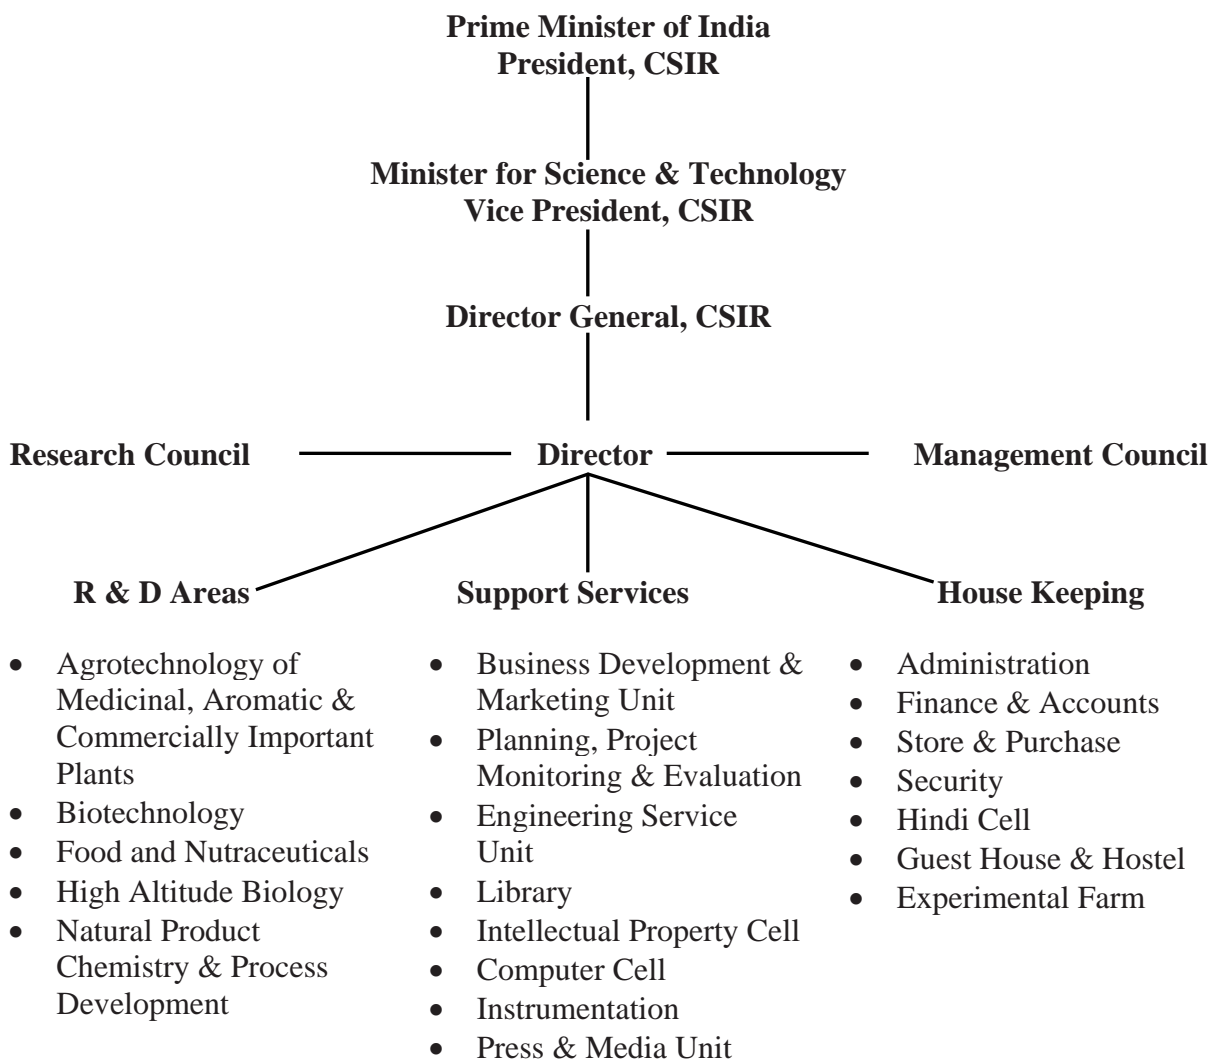 Prime Minister of India
President, CSIR
Minister for Science & Technology
Vice President, CSIR
Director General, CSIR
Research Council
Director
Management Council
R & D Areas
Support Services
House Keeping
• Agrotechnology of
Medicinal, Aromatic &
Commercially Important
Plants
• Biotechnology
• Food and Nutraceuticals
• High Altitude Biology
• Natural Product
Chemistry & Process
Development
• Business Development &
Marketing Unit
• Planning, Project
Monitoring & Evaluation
• Engineering Service
Unit
• Library
• Intellectual Property Cell
• Computer Cell
• Instrumentation
• Press & Media Unit
• Administration
• Finance & Accounts
• Store & Purchase
• Security
• Hindi Cell
• Guest House & Hostel
• Experimental Farm